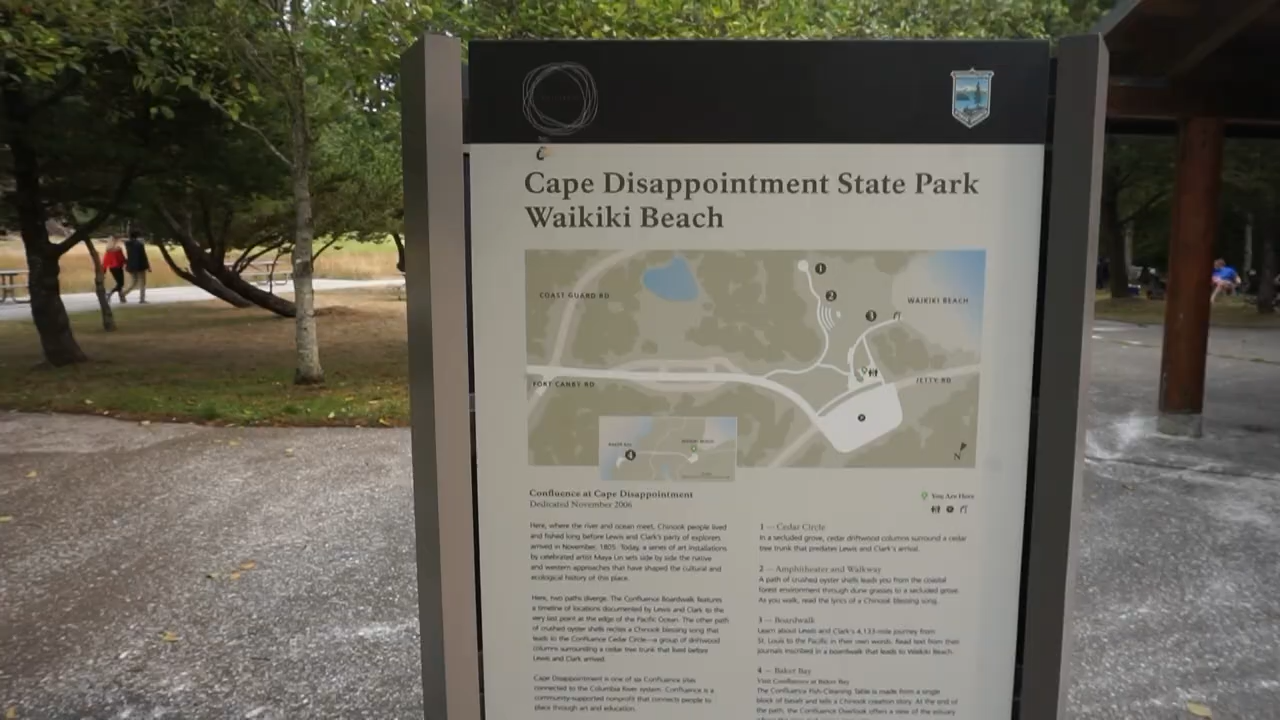 Cape Disappointment State Park
Waikiki Beach
1
2
3
COAST GUARD RD
WAIKIKI BEACH
FORT CANBY RD
JETTY RD
4
N
Confluence at Cape Disappointment
Dedicated November 2006
Here, where the river and ocean meet, Chinook people lived
and fished long before Lewis and Clark's party of explorers
arrived in November, 1805. Today, a series of art installations
by celebrated artist Maya Lin sets side by side the native
and western approaches that have shaped the cultural and
ecological history of this place.
Here, two paths diverge. The Confluence Boardwalk features
a timeline of locations documented by Lewis and Clark to the
very last point at the edge of the Pacific Ocean. The other path
of crushed oyster shells recites a Chinook blessing song that
leads to the Confluence Cedar Circle—a group of driftwood
columns surrounding a cedar tree trunk that lived before
Lewis and Clark arrived.
Cape Disappointment is one of six Confluence sites
connected to the Columbia River system. Confluence is a
community-supported nonprofit that connects people to
place through art and education.
You Are Here
1 — Cedar Circle
In a secluded grove, cedar driftwood columns surround a cedar
tree trunk that predates Lewis and Clark's arrival.
2 — Amphitheater and Walkway
A path of crushed oyster shells leads you from the coastal
forest environment through dune grasses to a secluded grove.
As you walk, read the lyrics of a Chinook blessing song.
3 — Boardwalk
Learn about Lewis and Clark's 4,133-mile journey from
St. Louis to the Pacific in their own words. Read text from their
journals inscribed in a boardwalk that leads to Waikiki Beach.
4 — Baker Bay
Visit Confluence at Baker Bay
The Confluence Fish-Cleaning Table is made from a single
block of basalt and tells a Chinook creation story. At the end of
the path, the Confluence Overlook offers a view of the estuary